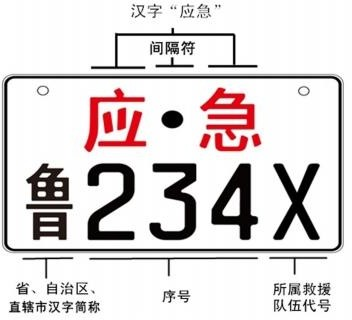 汉字“应急”
间隔符
应·急
鲁234X
省、自治区、
直辖市汉字简称
序号
所属救援
队伍代号